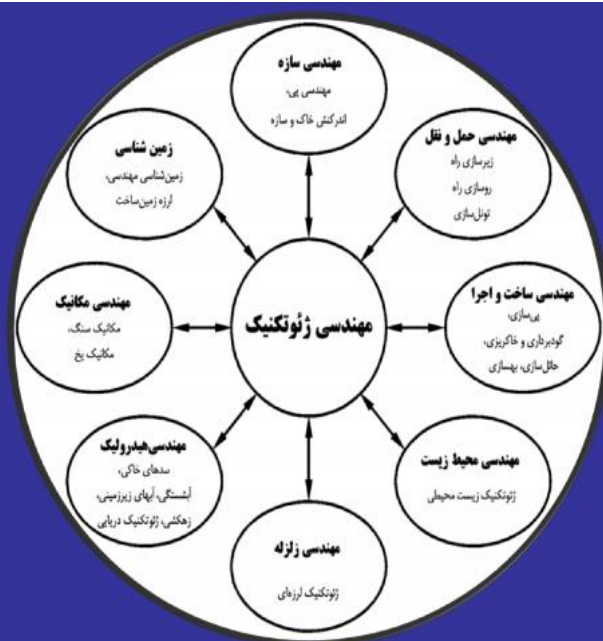 مهندسی سازه
مهندسی پی،
اندرکنش خاک و سازه
مهندسی حمل و نقل
زیرسازی راه
روسازی راه
تونل‌سازی
زمین شناسی
زمین‌شناسی مهندسی،
لرزه زمین‌ساخت
مهندسی ژئوتکنیک
مهندسی ساخت و اجرا
پی‌سازی،
گودبرداری و خاکریزی،
حائل‌سازی، بهسازی
مهندسی مکانیک
مکانیک سنگ،
مکانیک یخ
مهندسی محیط زیست
ژئوتکنیک زیست محیطی
مهندسی‌هیدرولیک
سدهای خاکی،
آبشستگی، آبهای زیرزمینی،
زهکشی، ژئوتکنیک دریایی
مهندسی زلزله
ژئوتکنیک لرزه‌ای